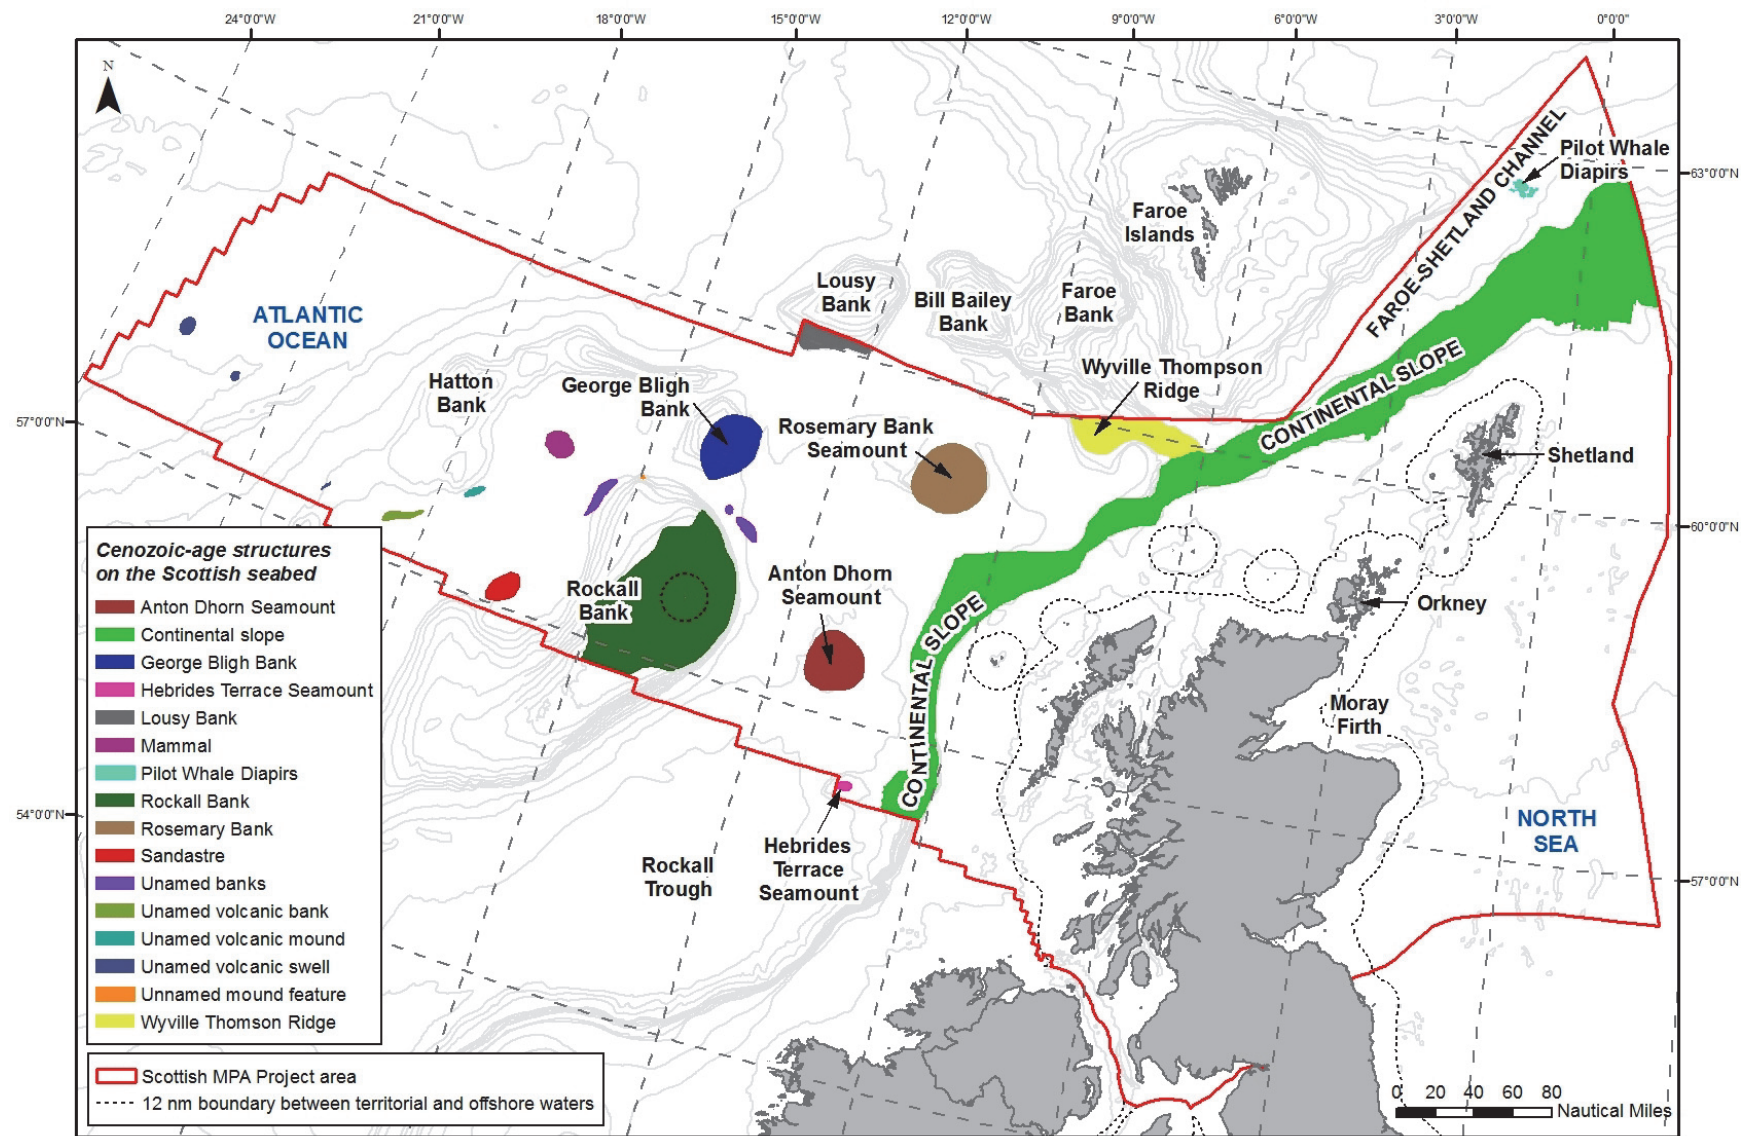 24°0'0"W
21°0'0"W
18°0'0"W
15°0'0"W
12°0'0"W
9°0'0"W
6°0'0"W
3°0'0"W
0°0'0"
N
63°0'0"N
60°0'0"N
57°0'0"N
57°0'0"N
54°0'0"N
FAROE-SHETLAND CHANNEL
Pilot Whale
Diapirs
Faroe
Islands
Lousy
Bank
Bill Bailey
Bank
Faroe
Bank
ATLANTIC
OCEAN
Hatton
Bank
George Bligh
Bank
Wyville Thompson
Ridge
CONTINENTAL SLOPE
Rosemary Bank
Seamount
Shetland
Rockall
Bank
Anton Dhorn
Seamount
CONTINENTAL SLOPE
Orkney
Moray
Firth
NORTH
SEA
Rockall
Trough
Hebrides
Terrace
Seamount
Cenozoic-age structures
on the Scottish seabed
Anton Dhorn Seamount
Continental slope
George Bligh Bank
Hebrides Terrace Seamount
Lousy Bank
Mammal
Pilot Whale Diapirs
Rockall Bank
Rosemary Bank
Sandastre
Unamed banks
Unamed volcanic bank
Unamed volcanic mound
Unamed volcanic swell
Unnamed mound feature
Wyville Thomson Ridge
Scottish MPA Project area
12 nm boundary between territorial and offshore waters
0 20 40 60 80
Nautical Miles